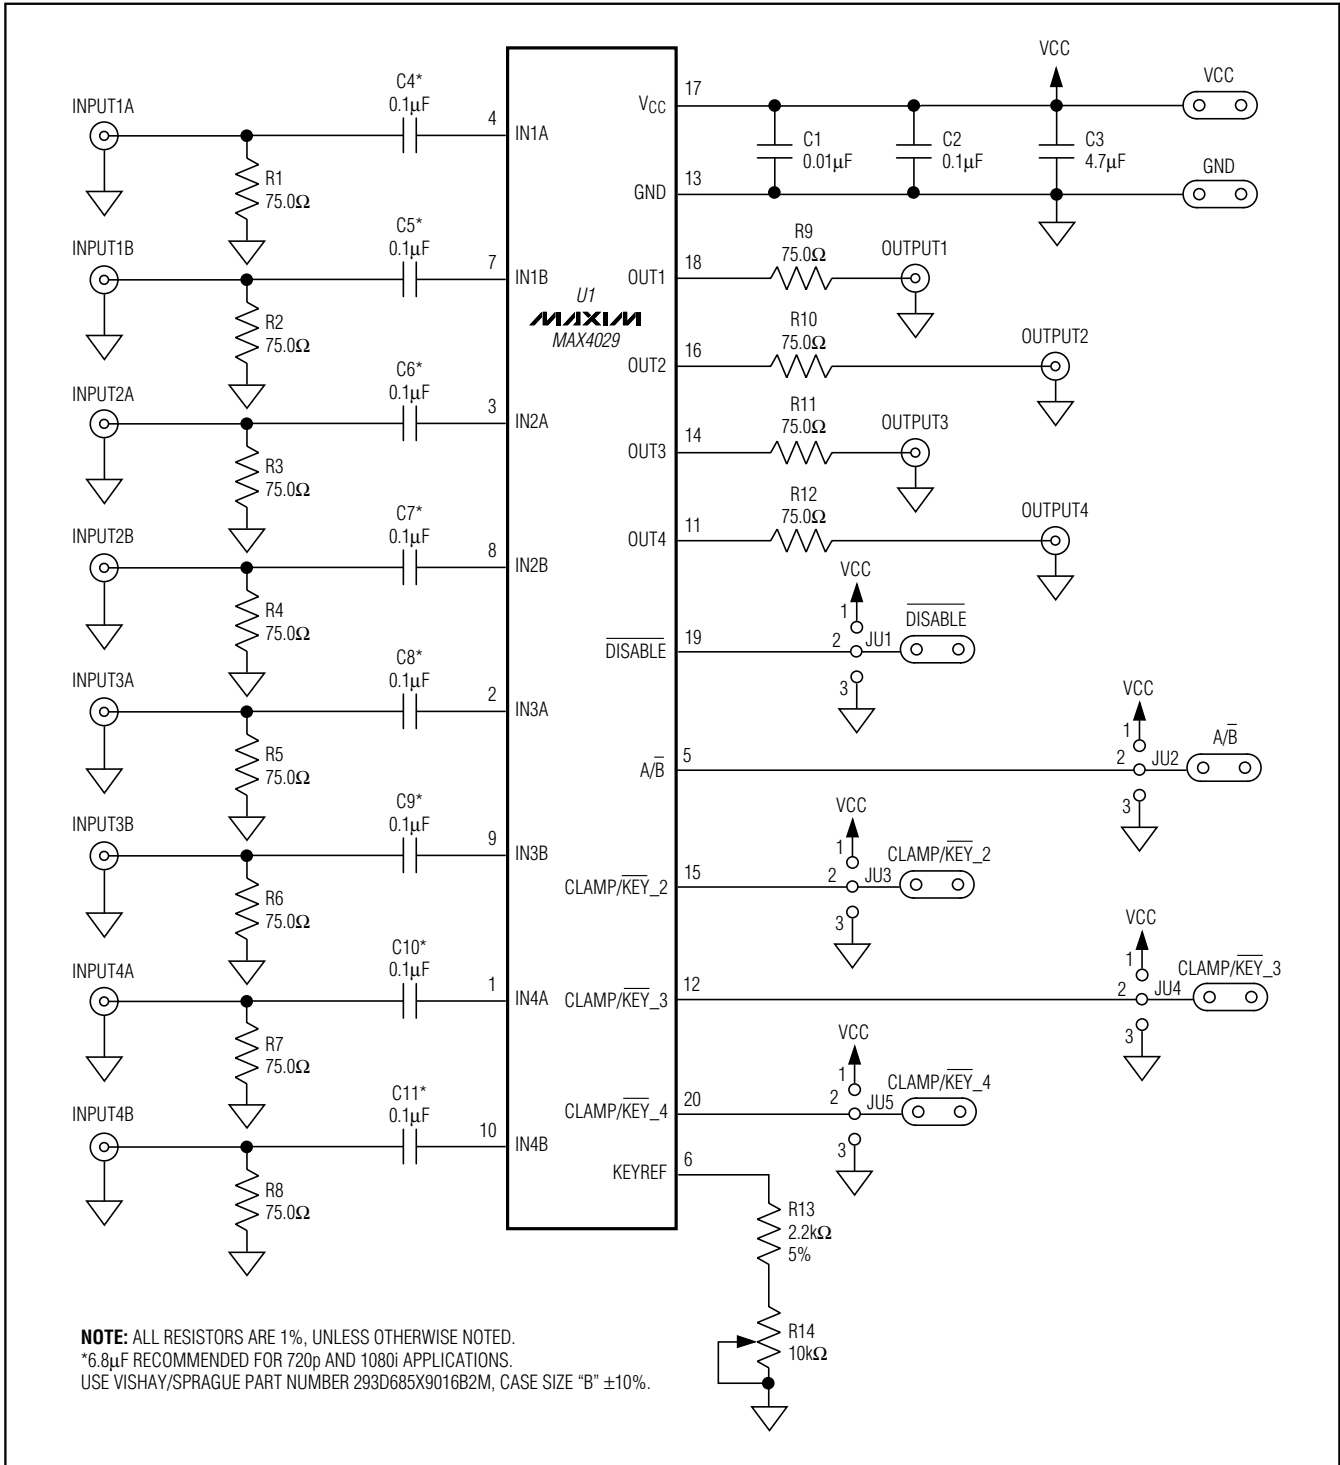 INPUT1A
C4*
0.1µF
4
IN1A
R1
75.0Ω
INPUT1B
C5*
0.1µF
7
IN1B
R2
75.0Ω
INPUT2A
C6*
0.1µF
3
IN2A
R3
75.0Ω
INPUT2B
C7*
0.1µF
8
IN2B
R4
75.0Ω
INPUT3A
C8*
0.1µF
2
IN3A
R5
75.0Ω
INPUT3B
C9*
0.1µF
9
IN3B
R6
75.0Ω
INPUT4A
C10*
0.1µF
1
IN4A
R7
75.0Ω
INPUT4B
C11*
0.1µF
10
IN4B
R8
75.0Ω
U1
MAXIM
MAX4029
VCC
17
VCC
VCC
C1
0.01µF
C2
0.1µF
C3
4.7µF
GND
13
GND
OUT1
18
R9
75.0Ω
OUTPUT1
OUT2
16
R10
75.0Ω
OUTPUT2
OUT3
14
R11
75.0Ω
OUTPUT3
OUT4
11
R12
75.0Ω
OUTPUT4
D̅I̅S̅A̅B̅L̅E̅
19
VCC
1
2
3
JU1
D̅I̅S̅A̅B̅L̅E̅
A/B̅
5
VCC
1
2
3
JU2
A/B̅
CLAMP/K̅E̅Y̅_2
15
VCC
1
2
3
JU3
CLAMP/K̅E̅Y̅_2
CLAMP/K̅E̅Y̅_3
12
VCC
1
2
3
JU4
CLAMP/K̅E̅Y̅_3
CLAMP/K̅E̅Y̅_4
20
VCC
1
2
3
JU5
CLAMP/K̅E̅Y̅_4
KEYREF
6
R13
2.2kΩ
5%
R14
10kΩ
NOTE: ALL RESISTORS ARE 1%, UNLESS OTHERWISE NOTED.
*6.8µF RECOMMENDED FOR 720p AND 1080i APPLICATIONS.
USE VISHAY/SPRAGUE PART NUMBER 293D685X9016B2M, CASE SIZE “B” ±10%.